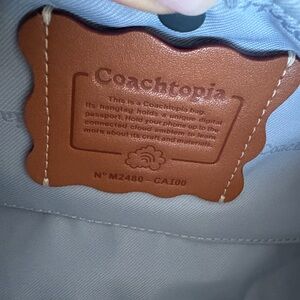 Coachtopia
This is a Coachtopia bag.
Its hangtag holds a unique digital
passport. Hold your phone up to the
connected cloud emblem to learn
more about its craft and materials.
Nº M2480 - CA100